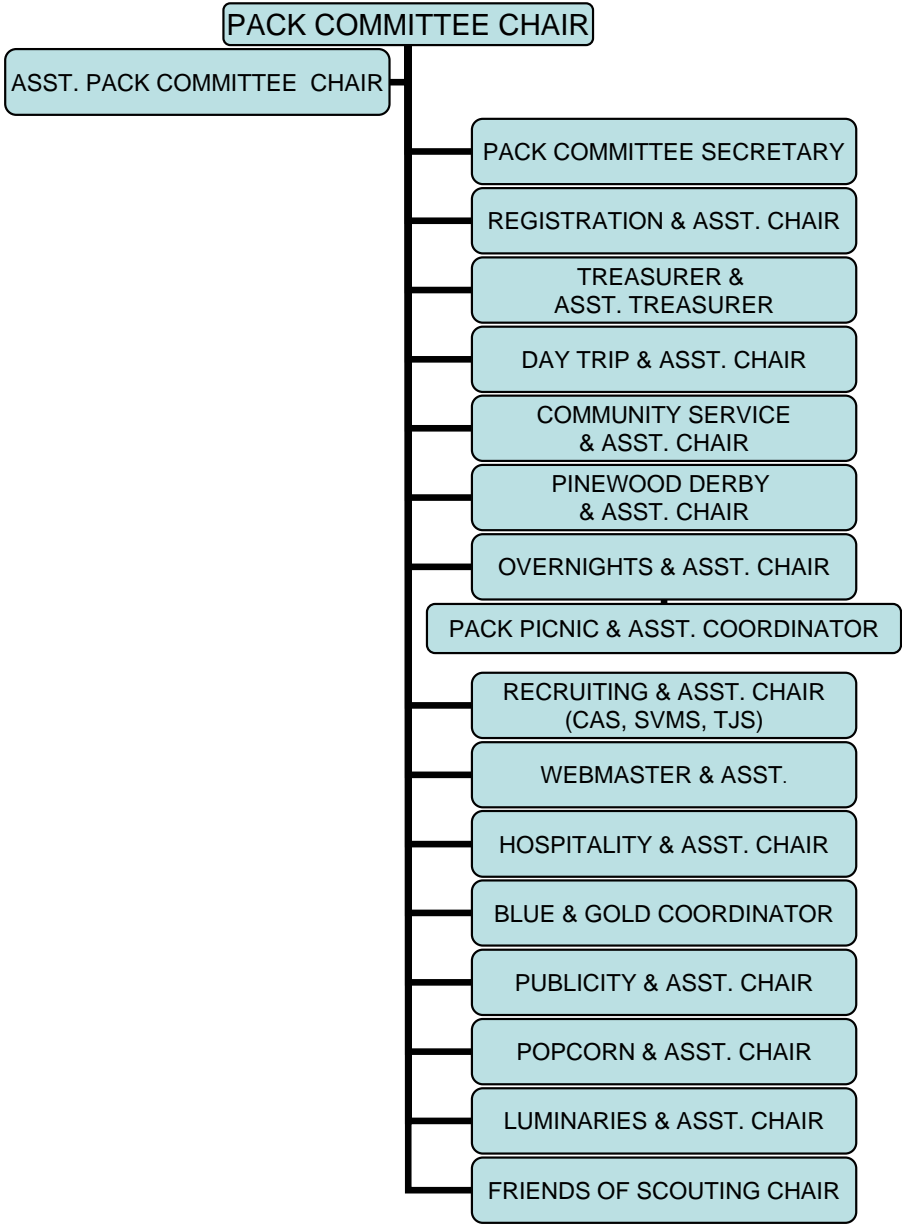 PACK COMMITTEE CHAIR
ASST. PACK COMMITTEE CHAIR
PACK COMMITTEE SECRETARY
REGISTRATION & ASST. CHAIR
TREASURER &
ASST. TREASURER
DAY TRIP & ASST. CHAIR
COMMUNITY SERVICE
& ASST. CHAIR
PINEWOOD DERBY
& ASST. CHAIR
OVERNIGHTS & ASST. CHAIR
PACK PICNIC & ASST. COORDINATOR
RECRUITING & ASST. CHAIR
(CAS, SVMS, TJS)
WEBMASTER & ASST.
HOSPITALITY & ASST. CHAIR
BLUE & GOLD COORDINATOR
PUBLICITY & ASST. CHAIR
POPCORN & ASST. CHAIR
LUMINARIES & ASST. CHAIR
FRIENDS OF SCOUTING CHAIR